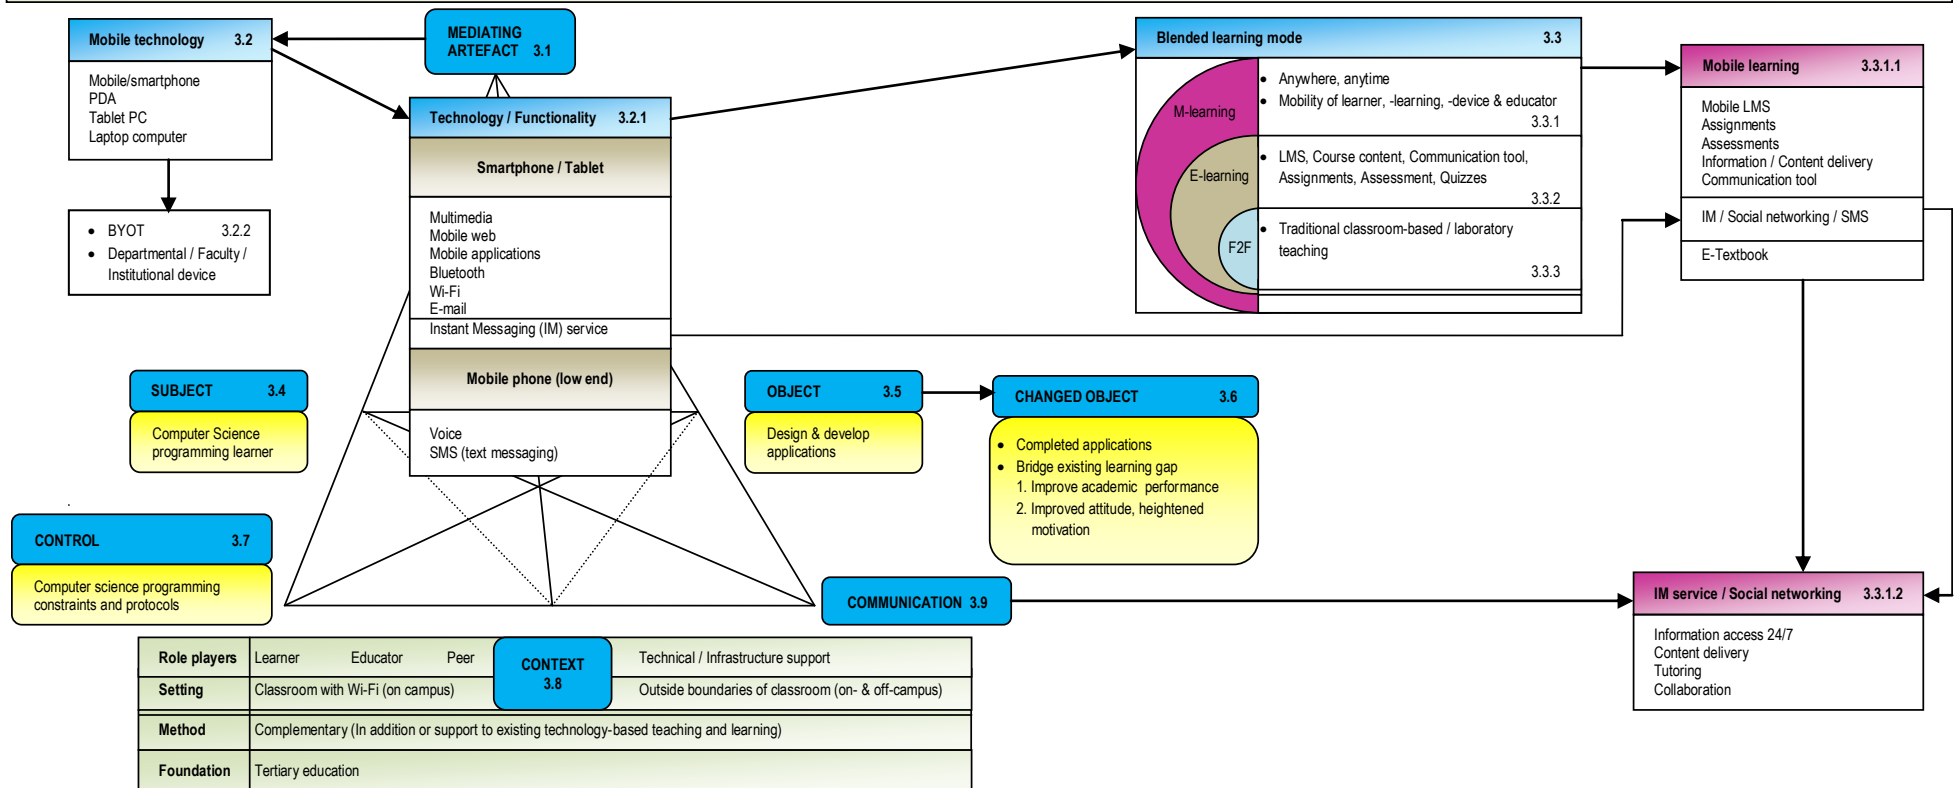 Mobile technology 3.2
Mobile/smartphone
PDA
Tablet PC
Laptop computer
• BYOT 3.2.2
• Departmental / Faculty /
Institutional device
MEDIATING
ARTEFACT 3.1
Technology / Functionality 3.2.1
Smartphone / Tablet
Multimedia
Mobile web
Mobile applications
Bluetooth
Wi-Fi
E-mail
Instant Messaging (IM) service
Mobile phone (low end)
Voice
SMS (text messaging)
Blended learning mode 3.3
M-learning
• Anywhere, anytime
• Mobility of learner, -learning, -device & educator
3.3.1
E-learning
• LMS, Course content, Communication tool,
Assignments, Assessment, Quizzes
3.3.2
F2F
• Traditional classroom-based / laboratory
teaching
3.3.3
Mobile learning 3.3.1.1
Mobile LMS
Assignments
Assessments
Information / Content delivery
Communication tool
IM / Social networking / SMS
E-Textbook
SUBJECT 3.4
Computer Science
programming learner
OBJECT 3.5
Design & develop
applications
CHANGED OBJECT 3.6
• Completed applications
• Bridge existing learning gap
1. Improve academic performance
2. Improved attitude, heightened
motivation
CONTROL 3.7
Computer science programming
constraints and protocols
COMMUNICATION 3.9
IM service / Social networking 3.3.1.2
Information access 24/7
Content delivery
Tutoring
Collaboration
CONTEXT
3.8
Role players Learner Educator Peer Technical / Infrastructure support
Setting Classroom with Wi-Fi (on campus) Outside boundaries of classroom (on- & off-campus)
Method Complementary (In addition or support to existing technology-based teaching and learning)
Foundation Tertiary education